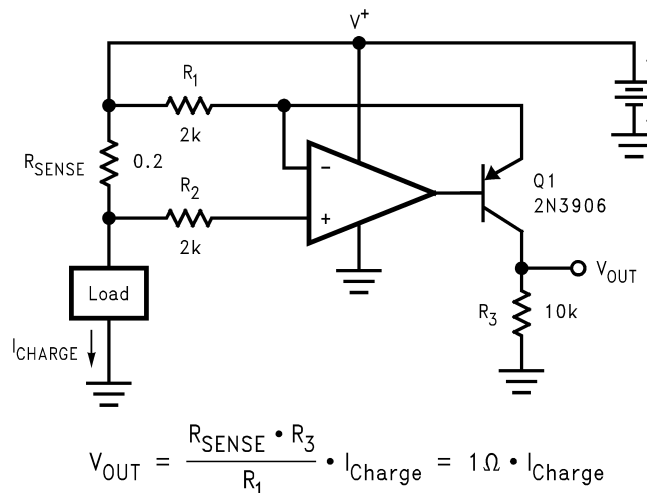 V+
R1
2k
RSENSE
0.2
R2
2k
−
+
Q1
2N3906
Load
VOUT
R3
10k
ICHARGE
VOUT = RSENSE • R3 / R1 • ICharge = 1Ω • ICharge